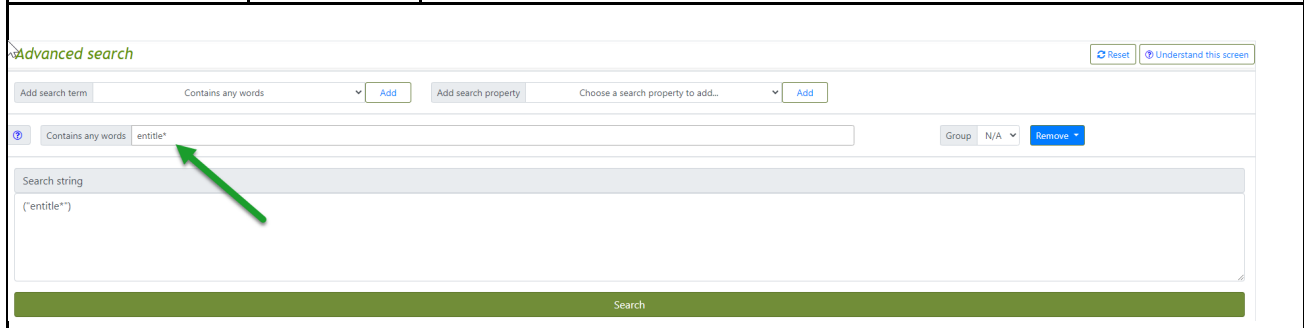 Advanced search
Reset
Understand this screen
Add search term Contains any words Add Add search property Choose a search property to add... Add
Contains any words entitle* Group N/A Remove
Search string
("entitle*")
Search